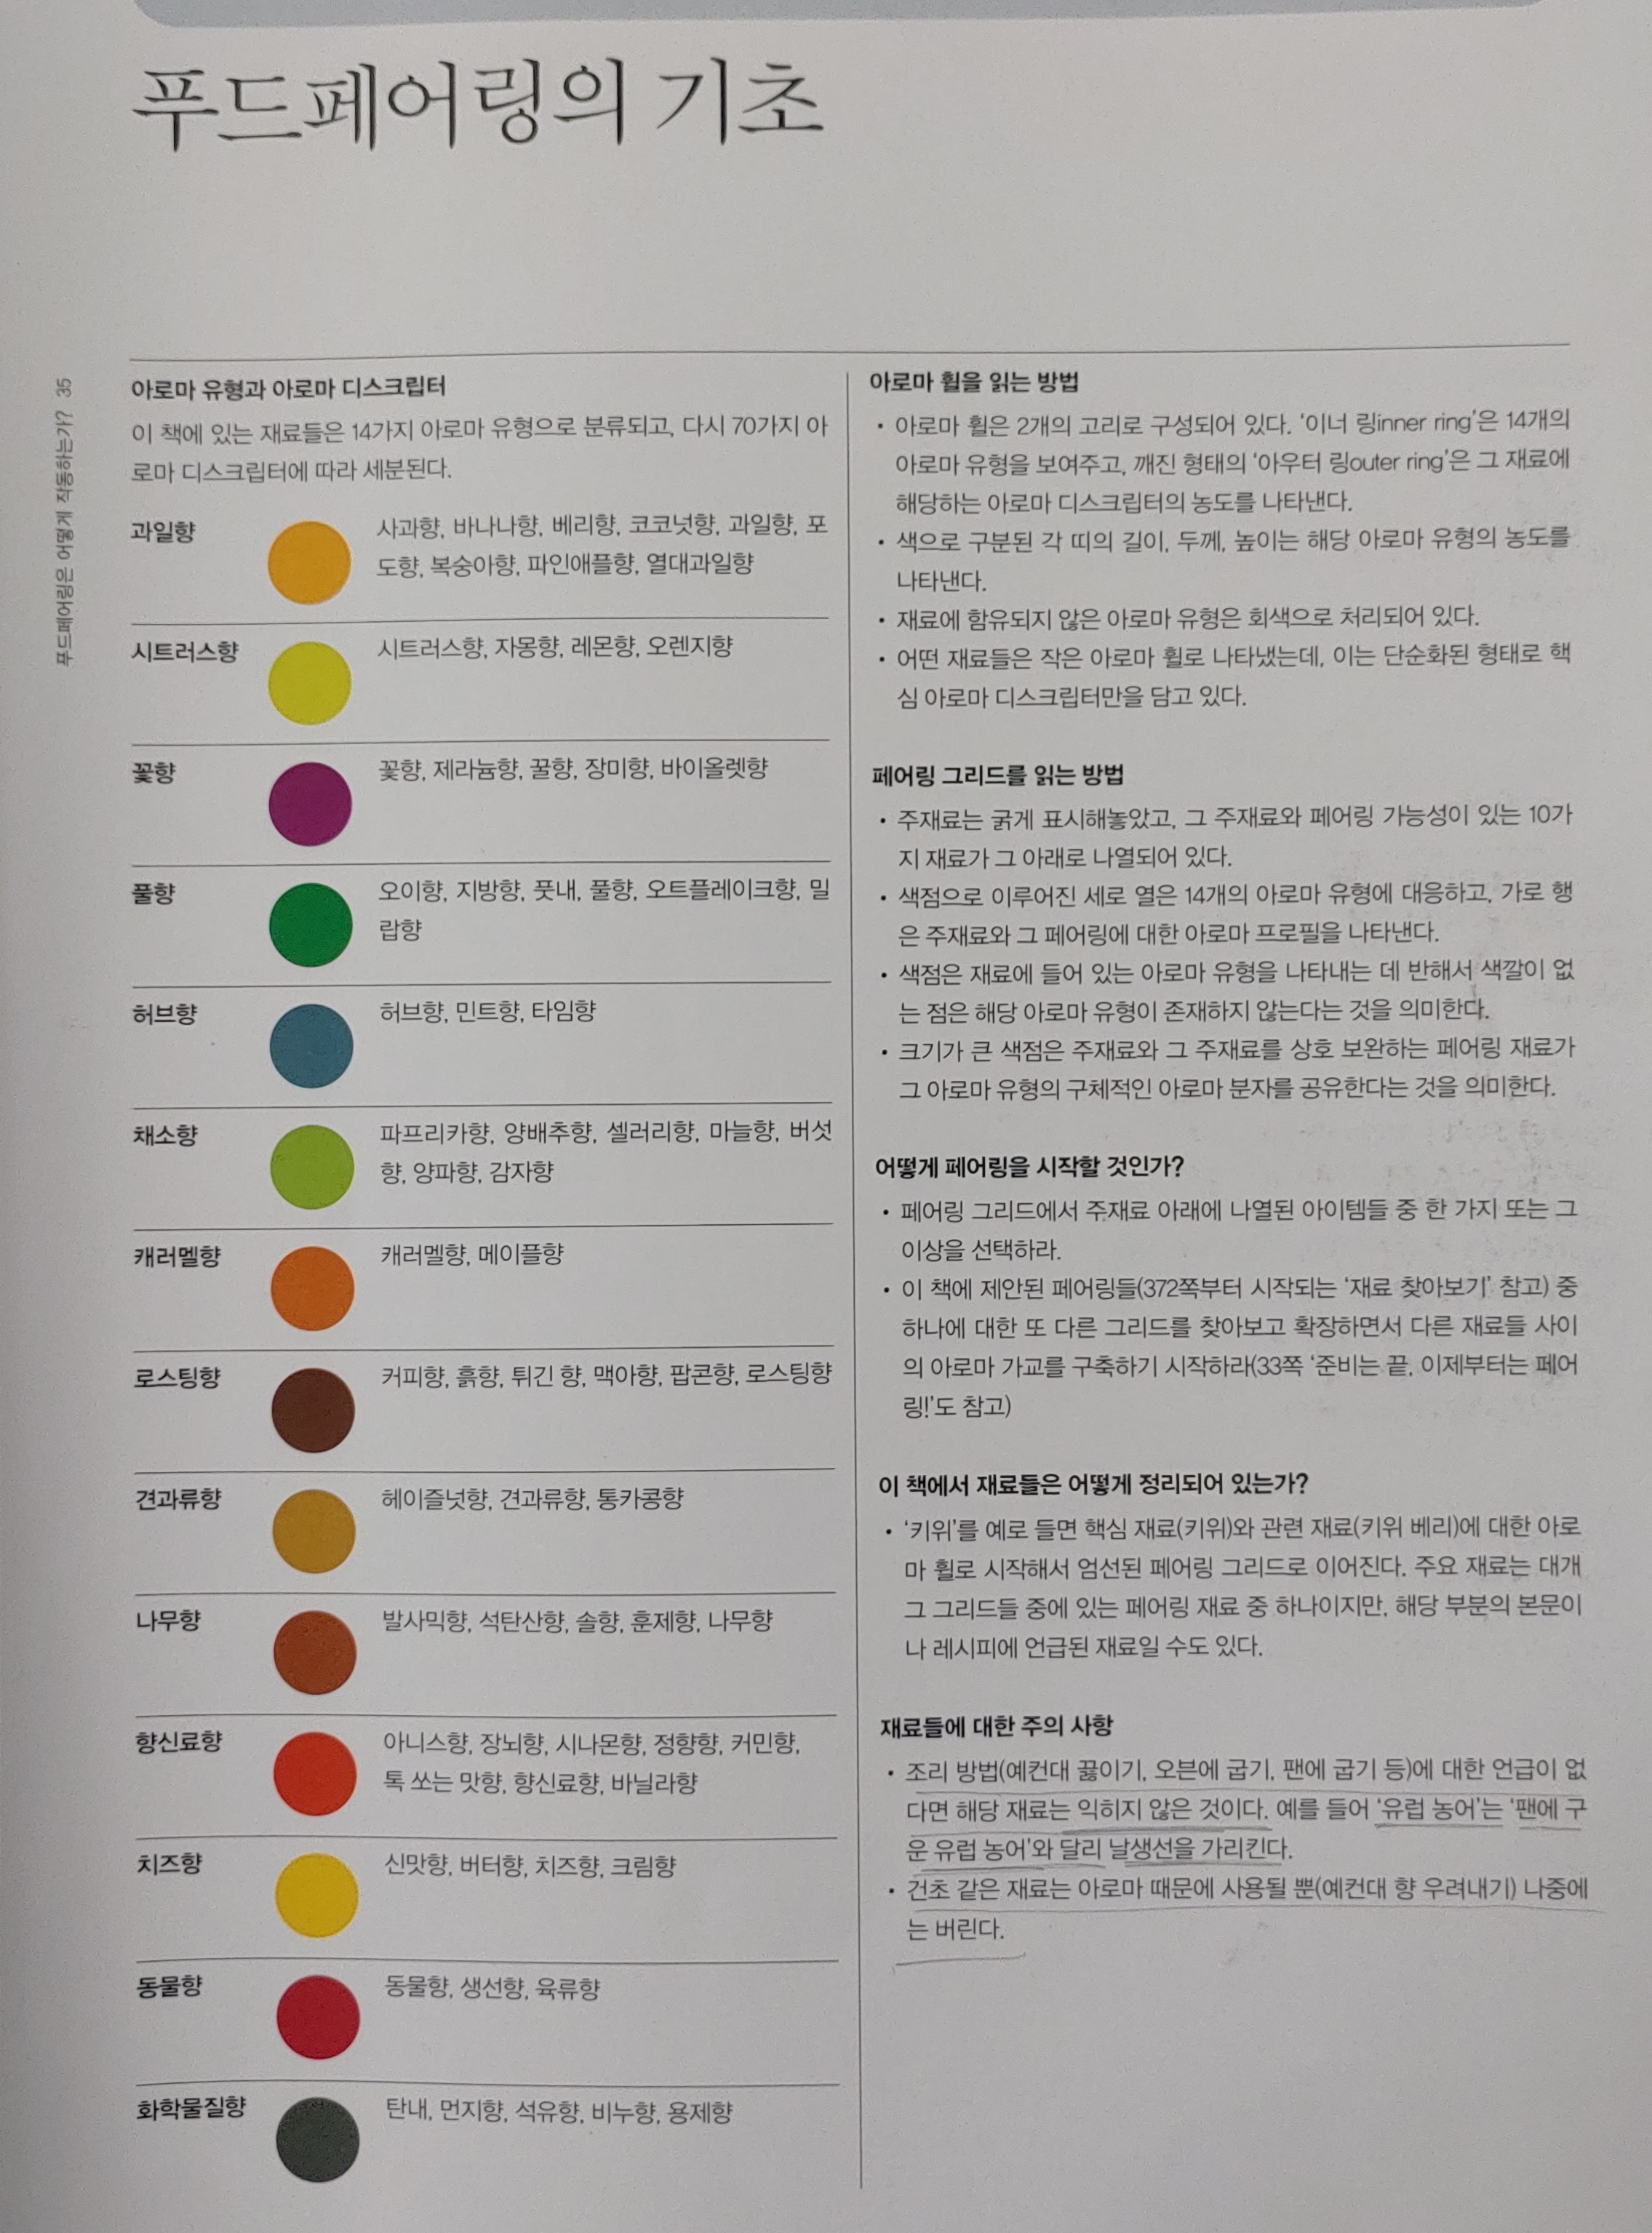 푸드페어링의 기초
푸드페어링은 어떻게 작동하는가? 35
아로마 유형과 아로마 디스크립터
이 책에 있는 재료들은 14가지 아로마 유형으로 분류되고, 다시 70가지 아
로마 디스크립터에 따라 세분된다.
과일향
사과향, 바나나향, 베리향, 코코넛향, 과일향, 포
도향, 복숭아향, 파인애플향, 열대과일향
시트러스향
시트러스향, 자몽향, 레몬향, 오렌지향
꽃향
꽃향, 제라늄향, 꿀향, 장미향, 바이올렛향
풀향
오이향, 지방향, 풋내, 풀향, 오트플레이크향, 밀
랍향
허브향
허브향, 민트향, 타임향
채소향
파프리카향, 양배추향, 셀러리향, 마늘향, 버섯
향, 양파향, 감자향
캐러멜향
캐러멜향, 메이플향
로스팅향
커피향, 흙향, 튀긴 향, 맥아향, 팝콘향, 로스팅향
견과류향
헤이즐넛향, 견과류향, 통카콩향
나무향
발사믹향, 석탄산향, 솔향, 훈제향, 나무향
향신료향
아니스향, 장뇌향, 시나몬향, 정향향, 커민향,
톡 쏘는 맛향, 향신료향, 바닐라향
치즈향
신맛향, 버터향, 치즈향, 크림향
동물향
동물향, 생선향, 육류향
화학물질향
탄내, 먼지향, 석유향, 비누향, 용제향
아로마 휠을 읽는 방법
• 아로마 휠은 2개의 고리로 구성되어 있다. ‘이너 링inner ring’은 14개의
아로마 유형을 보여주고, 깨진 형태의 ‘아우터 링outer ring’은 그 재료에
해당하는 아로마 디스크립터의 농도를 나타낸다.
• 색으로 구분된 각 띠의 길이, 두께, 높이는 해당 아로마 유형의 농도를
나타낸다.
• 재료에 함유되지 않은 아로마 유형은 회색으로 처리되어 있다.
• 어떤 재료들은 작은 아로마 휠로 나타냈는데, 이는 단순화된 형태로 핵
심 아로마 디스크립터만을 담고 있다.
페어링 그리드를 읽는 방법
• 주재료는 굵게 표시해놓았고, 그 주재료와 페어링 가능성이 있는 10가
지 재료가 그 아래로 나열되어 있다.
• 색점으로 이루어진 세로 열은 14개의 아로마 유형에 대응하고, 가로 행
은 주재료와 그 페어링에 대한 아로마 프로필을 나타낸다.
• 색점은 재료에 들어 있는 아로마 유형을 나타내는 데 반해서 색깔이 없
는 점은 해당 아로마 유형이 존재하지 않는다는 것을 의미한다.
• 크기가 큰 색점은 주재료와 그 주재료를 상호 보완하는 페어링 재료가
그 아로마 유형의 구체적인 아로마 분자를 공유한다는 것을 의미한다.
어떻게 페어링을 시작할 것인가?
• 페어링 그리드에서 주재료 아래에 나열된 아이템들 중 한 가지 또는 그
이상을 선택하라.
• 이 책에 제안된 페어링들(372쪽부터 시작되는 ‘재료 찾아보기’ 참고) 중
하나에 대한 또 다른 그리드를 찾아보고 확장하면서 다른 재료들 사이
의 아로마 가교를 구축하기 시작하라(33쪽 ‘준비는 끝, 이제부터는 페어
링!’도 참고)
이 책에서 재료들은 어떻게 정리되어 있는가?
• ‘키위’를 예로 들면 핵심 재료(키위)와 관련 재료(키위 베리)에 대한 아로
마 휠로 시작해서 엄선된 페어링 그리드로 이어진다. 주요 재료는 대개
그 그리드들 중에 있는 페어링 재료 중 하나이지만, 해당 부분의 본문이
나 레시피에 언급된 재료일 수도 있다.
재료들에 대한 주의 사항
• 조리 방법(예컨대 끓이기, 오븐에 굽기, 팬에 굽기 등)에 대한 언급이 없
다면 해당 재료는 익히지 않은 것이다. 예를 들어 ‘유럽 농어’는 ‘팬에 구
운 유럽 농어’와 달리 날생선을 가리킨다.
• 건초 같은 재료는 아로마 때문에 사용될 뿐(예컨대 향 우려내기) 나중에
는 버린다.